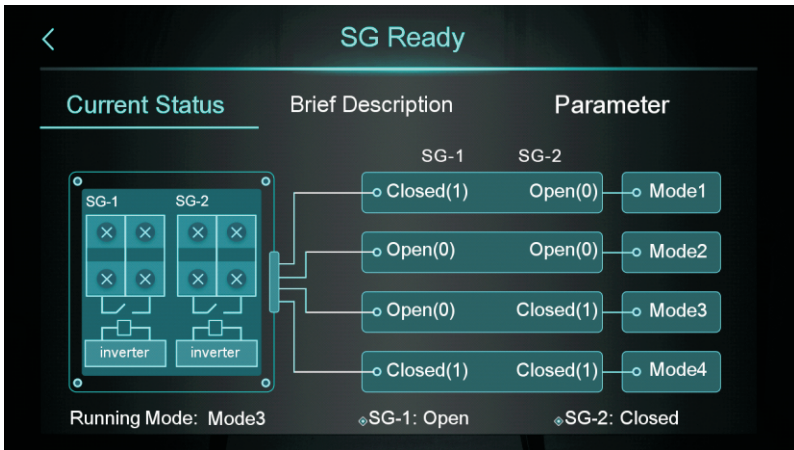 SG Ready
Current Status Brief Description Parameter
SG-1 SG-2
SG-1 SG-2
Closed(1) Open(0) Mode1
Open(0) Open(0) Mode2
Open(0) Closed(1) Mode3
inverter inverter
Closed(1) Closed(1) Mode4
Running Mode: Mode3 SG-1: Open SG-2: Closed